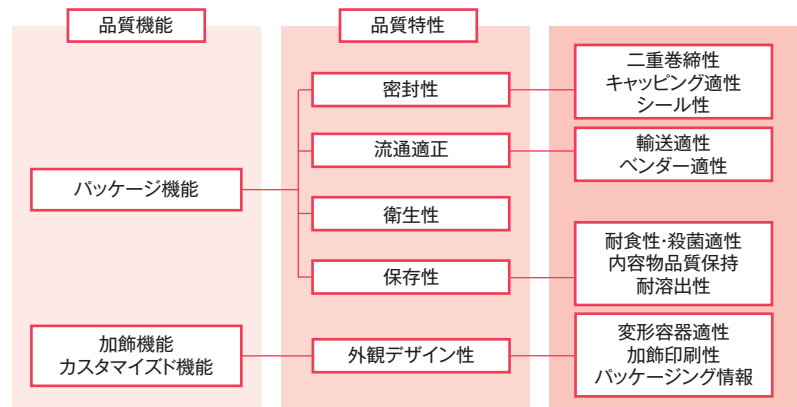 品質機能
品質特性
パッケージ機能
密封性
二重巻締性
キャッピング適性
シール性
流通適正
輸送適性
ベンダー適性
衛生性
保存性
耐食性・殺菌適性
内容物品質保持
耐溶出性
加飾機能
カスタマイズド機能
外観デザイン性
変形容器適性
加飾印刷性
パッケージング情報